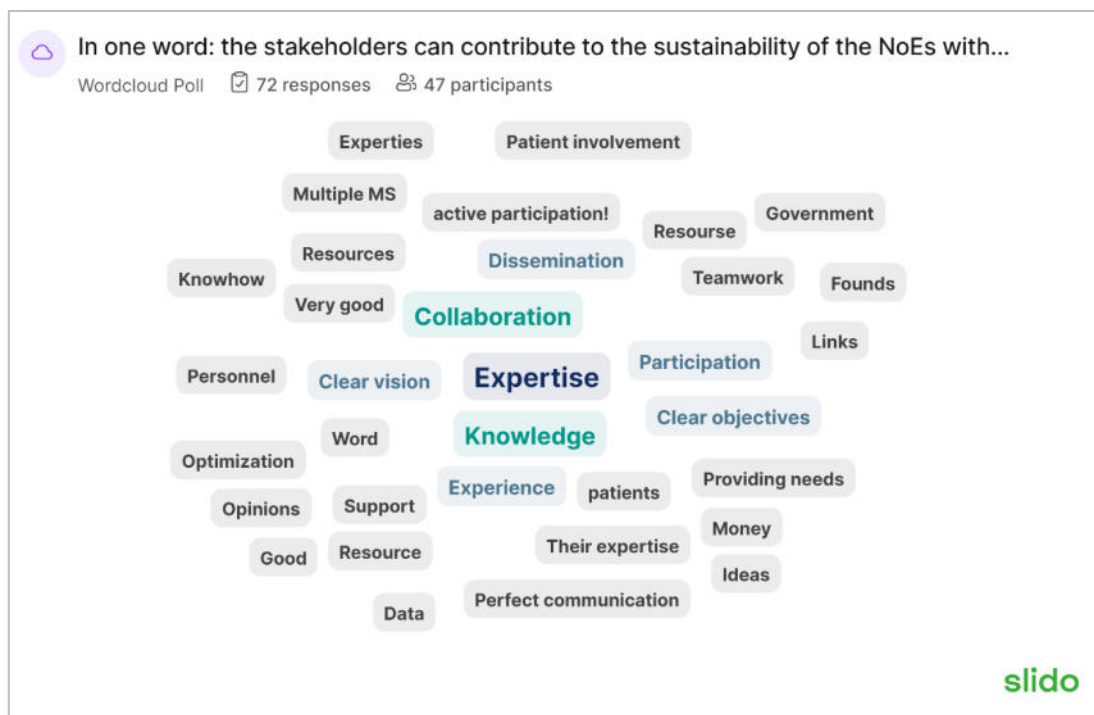 In one word: the stakeholders can contribute to the sustainability of the NoEs with...
Wordcloud Poll 72 responses 47 participants
Experties Patient involvement
Multiple MS
active participation! Government
Resourse
Resources Dissemination
Knowhow Teamwork Founds
Very good Collaboration
Links
Personnel Clear vision Expertise Participation
Clear objectives
Word Knowledge
Optimization
Experience patients Providing needs
Opinions Support
Money
Good Resource Their expertise
Ideas
Data Perfect communication
slido